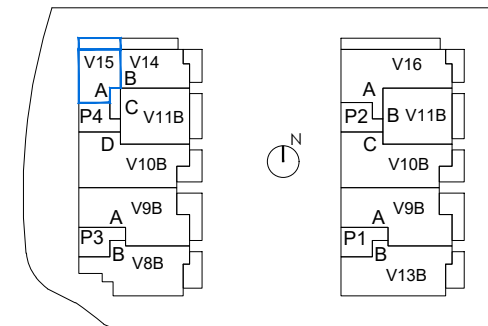 V15 V14
A B
P4 C V11B
D
V10B
A V9B
P3
B V8B
N
V16
A
P2 B V11B
C
V10B
A V9B
P1
B V13B